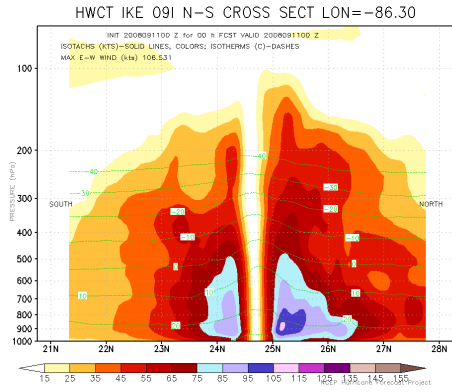 HWCT IKE 09I N-S CROSS SECT LON=-86.30
INIT 2008091100 Z for 00 h FCST VALID 2008091100 Z
ISOTACHS (KTS)-SOLID LINES, COLORS; ISOTHERMS (C)-DASHES
MAX E-W WIND (kts) 106.531
100
200
300
400
500
600
700
800
900
1000
PRESSURE (hPa)
SOUTH
NORTH
-40
-40
-30
-30
-20
-20
-10
-10
0
0
10
10
10
20
20
21N
22N
23N
24N
25N
26N
27N
28N
15 25 35 45 55 65 75 85 95 105 115 125 135 145 155
NCEP Hurricane Forecast Project